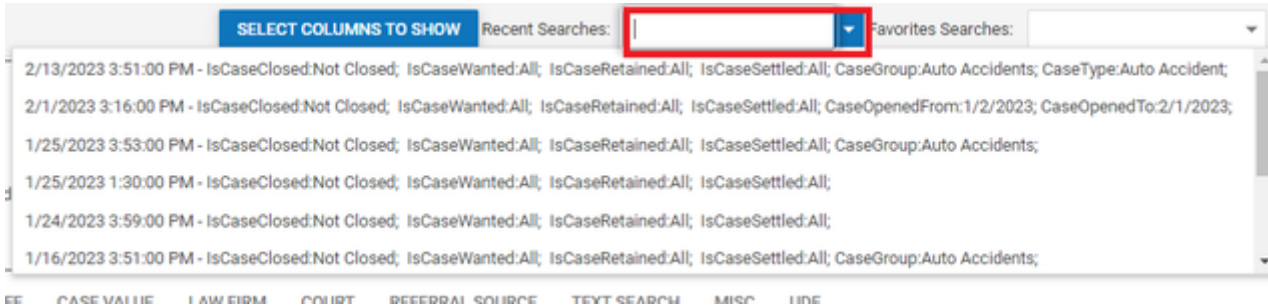 SELECT COLUMNS TO SHOW Recent Searches: Favorites Searches:
2/13/2023 3:51:00 PM - IsCaseClosed:Not Closed; IsCaseWanted:All; IsCaseRetained:All; IsCaseSettled:All; CaseGroup:Auto Accidents; CaseType:Auto Accident;
2/1/2023 3:16:00 PM - IsCaseClosed:Not Closed; IsCaseWanted:All; IsCaseRetained:All; IsCaseSettled:All; CaseOpenedFrom:1/2/2023; CaseOpenedTo:2/1/2023;
1/25/2023 3:53:00 PM - IsCaseClosed:Not Closed; IsCaseWanted:All; IsCaseRetained:All; IsCaseSettled:All; CaseGroup:Auto Accidents;
1/25/2023 1:30:00 PM - IsCaseClosed:Not Closed; IsCaseWanted:All; IsCaseRetained:All; IsCaseSettled:All;
1/24/2023 3:59:00 PM - IsCaseClosed:Not Closed; IsCaseWanted:All; IsCaseRetained:All; IsCaseSettled:All;
1/16/2023 3:51:00 PM - IsCaseClosed:Not Closed; IsCaseWanted:All; IsCaseRetained:All; IsCaseSettled:All; CaseGroup:Auto Accidents;
CASE VALUE LAW FIRM COURT REFERRAL SOURCE TEXT SEARCH MISC UDF